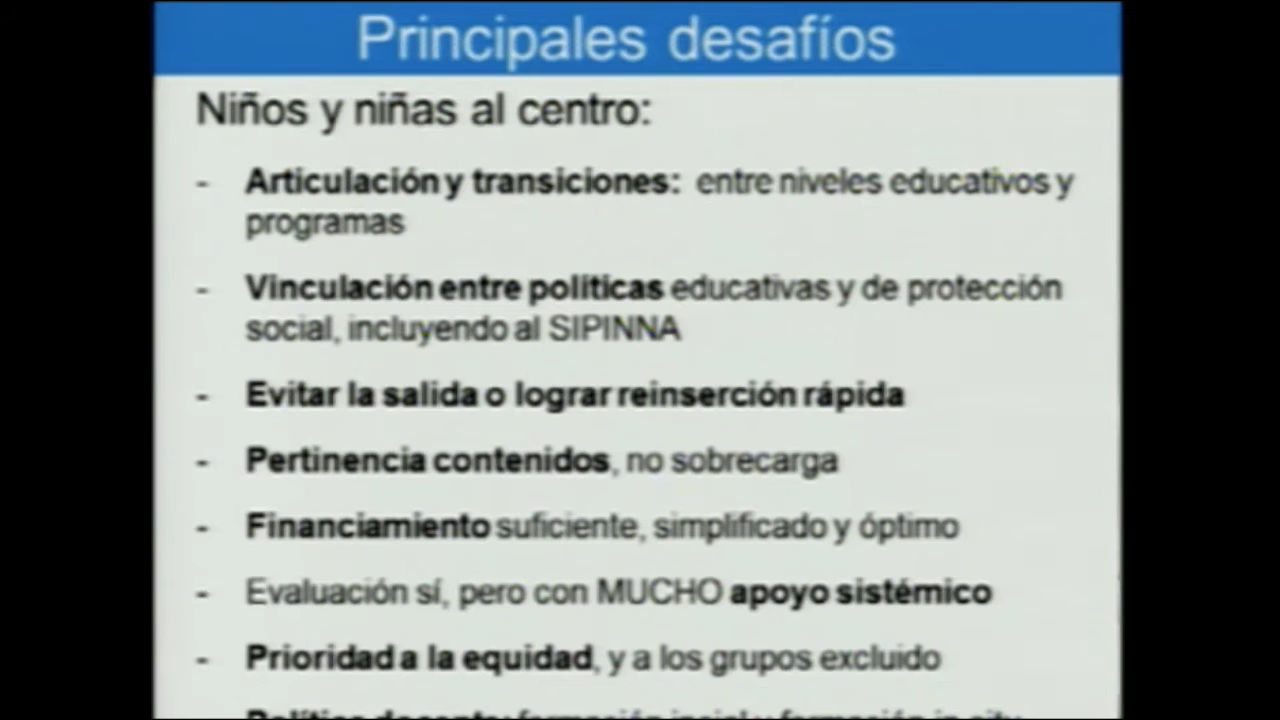 Principales desafíos
Niños y niñas al centro:
- Articulación y transiciones: entre niveles educativos y
programas
- Vinculación entre políticas educativas y de protección
social, incluyendo al SIPINNA
- Evitar la salida o lograr reinserción rápida
- Pertinencia contenidos, no sobrecarga
- Financiamiento suficiente, simplificado y óptimo
- Evaluación sí, pero con MUCHO apoyo sistémico
- Prioridad a la equidad, y a los grupos excluido